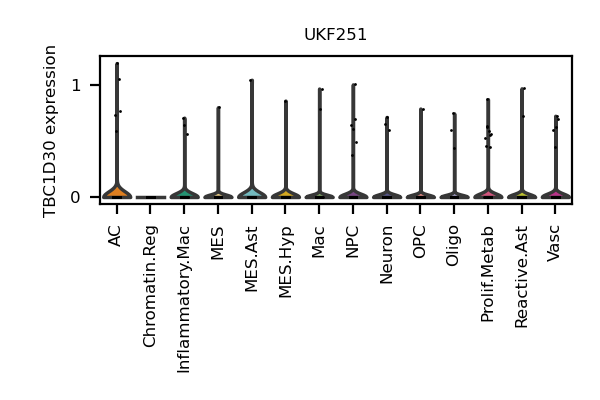 UKF251
TBC1D30 expression
1
0
AC
Chromatin.Reg
Inflammatory.Mac
MES
MES.Ast
MES.Hyp
Mac
NPC
Neuron
OPC
Oligo
Prolif.Metab
Reactive.Ast
Vasc